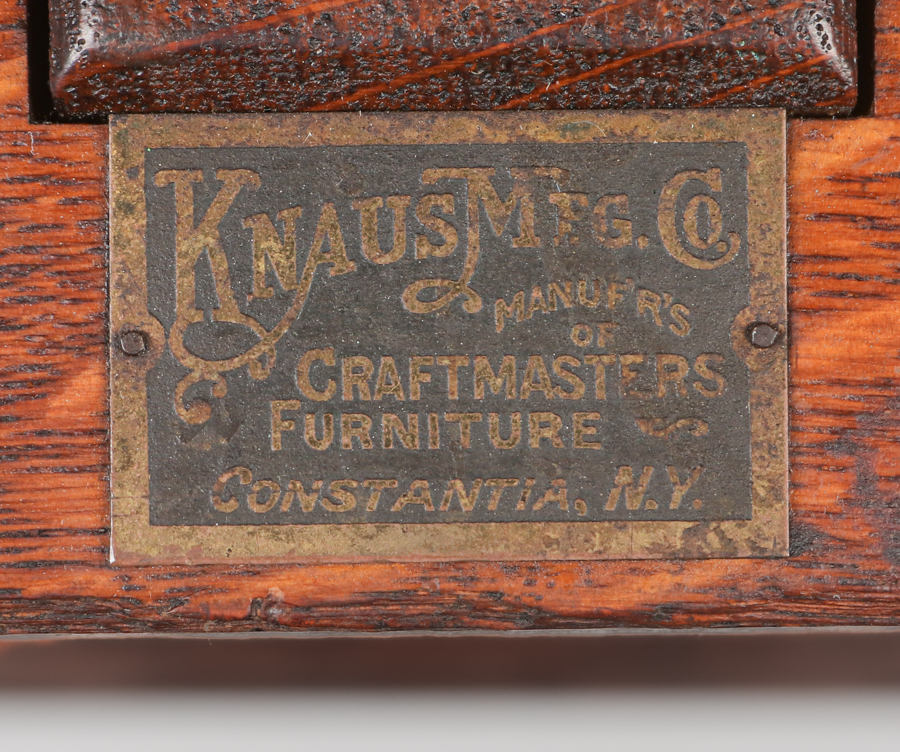 KNAUS MFG. CO
MANUF'R'S
OF
CRAFTMASTERS
FURNITURE
CONSTANTIA, N.Y.